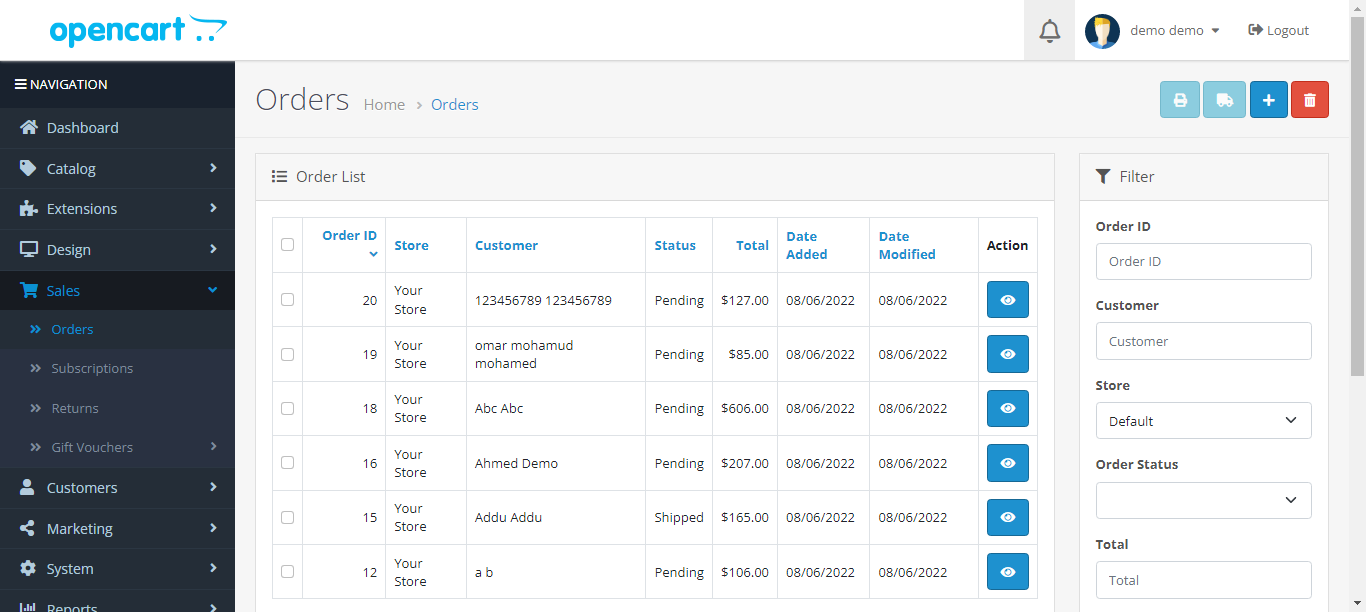 opencart
demo demo
Logout
NAVIGATION
Dashboard
Catalog
Extensions
Design
Sales
Orders
Subscriptions
Returns
Gift Vouchers
Customers
Marketing
System
Reports
Orders Home > Orders
Order List
Order ID Store Customer Status Total Date Added Date Modified Action
20 Your Store 123456789 123456789 Pending $127.00 08/06/2022 08/06/2022
19 Your Store omar mohamud mohamed Pending $85.00 08/06/2022 08/06/2022
18 Your Store Abc Abc Pending $606.00 08/06/2022 08/06/2022
16 Your Store Ahmed Demo Pending $207.00 08/06/2022 08/06/2022
15 Your Store Addu Addu Shipped $165.00 08/06/2022 08/06/2022
12 Your Store a b Pending $106.00 08/06/2022 08/06/2022
Filter
Order ID
Order ID
Customer
Customer
Store
Default
Order Status
Total
Total